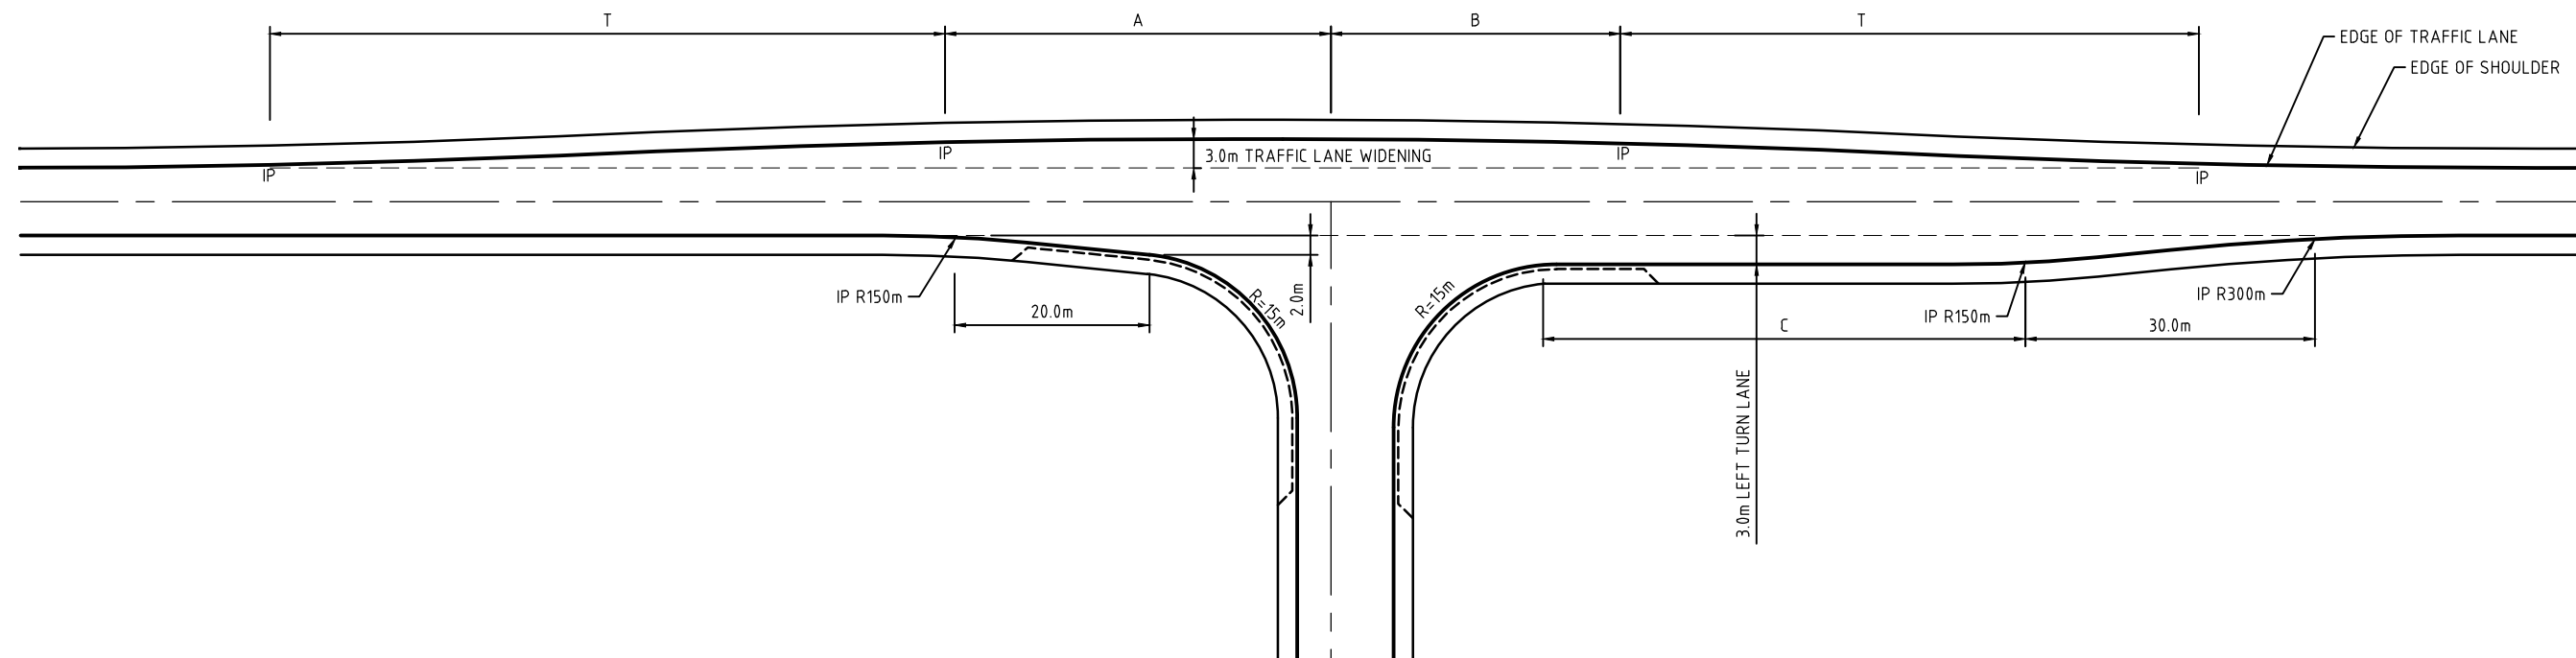 T
A
B
T
EDGE OF TRAFFIC LANE
EDGE OF SHOULDER
IP
3.0m TRAFFIC LANE WIDENING
IP
IP
IP
IP R150m
20.0m
R=15m
2.0m
R=15m
IP R150m
C
IP R300m
30.0m
3.0m LEFT TURN LANE